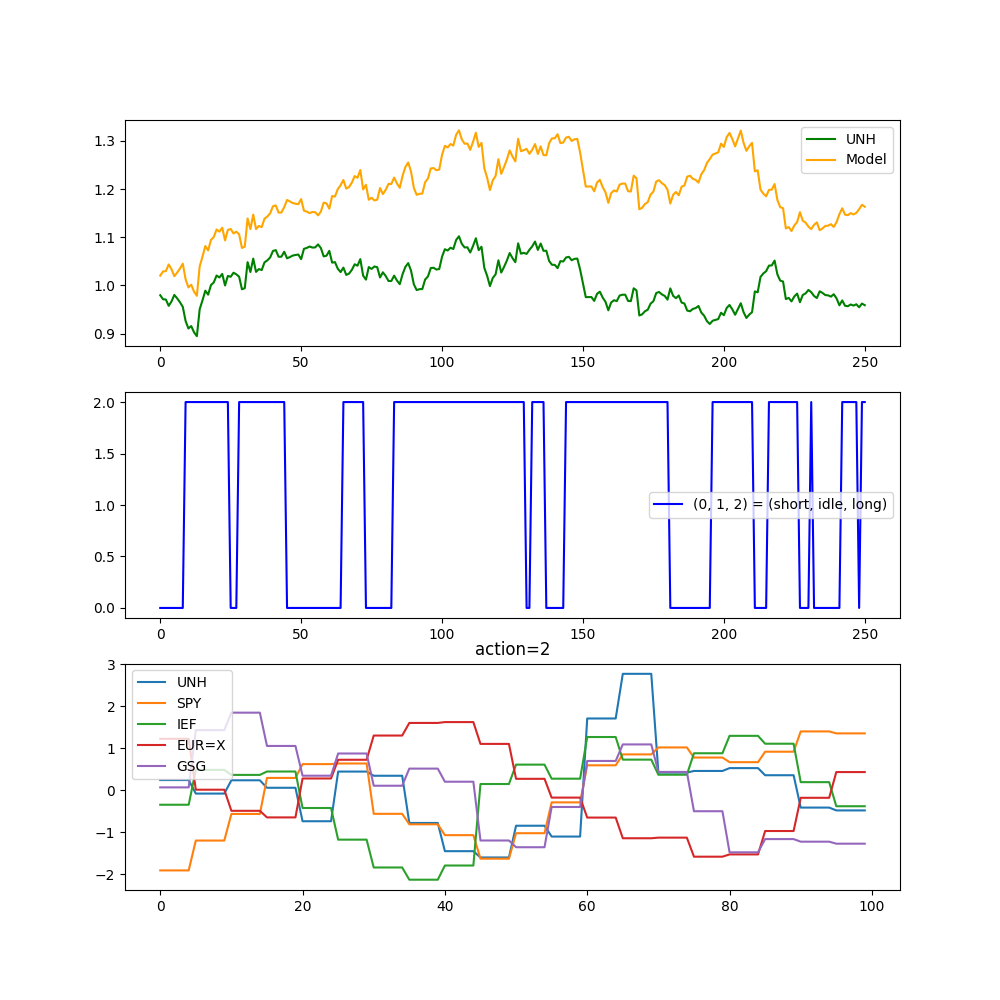 1.3
1.2
1.1
1.0
0.9
UNH
Model
0 50 100 150 200 250
2.0
1.5
1.0
0.5
0.0
(0, 1, 2) = (short, idle, long)
0 50 100 150 200 250
action=2
3
2
1
0
−1
−2
UNH
SPY
IEF
EUR=X
GSG
0 20 40 60 80 100